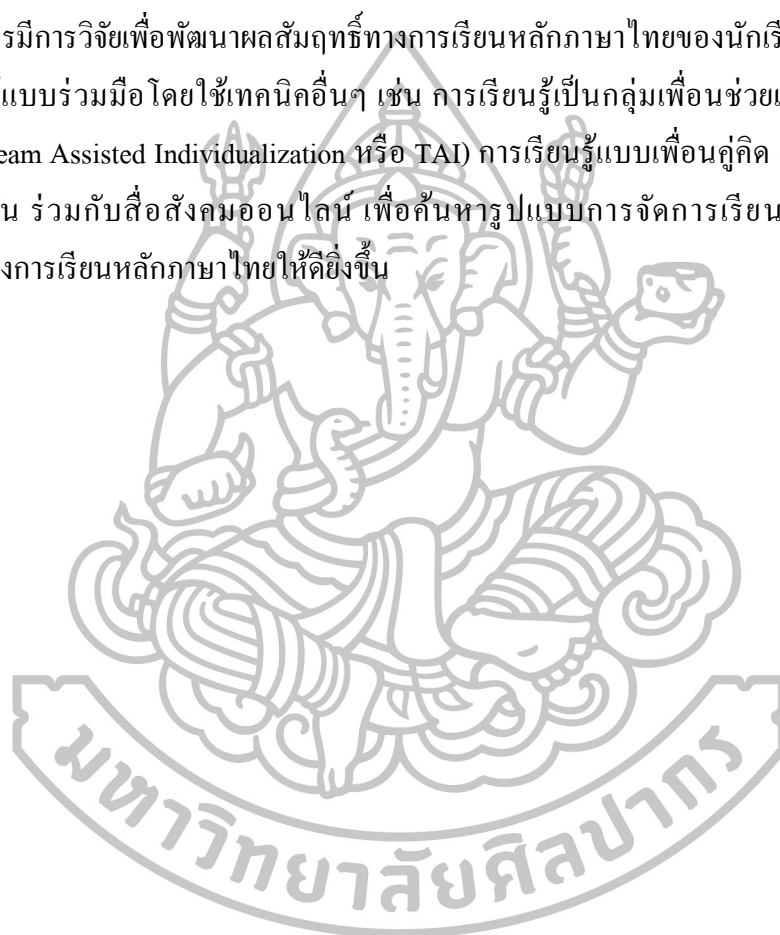 รมีการวิจัยเพื่อพัฒนาผลสัมฤทธิ์ทางการเรียนหลักภาษาไทยของนักเรี
แบบร่วมมือโดยใช้เทคนิคอื่นๆ เช่น การเรียนรู้เป็นกลุ่มเพื่อนช่วยเ
eam Assisted Individualization หรือ TAI) การเรียนรู้แบบเพื่อนคู่คิด
น ร่วมกับสื่อสังคมออนไลน์ เพื่อค้นหารูปแบบการจัดการเรียน
งการเรียนหลักภาษาไทยให้ดียิ่งขึ้น
มหาวิทยาลัยศิลปากร